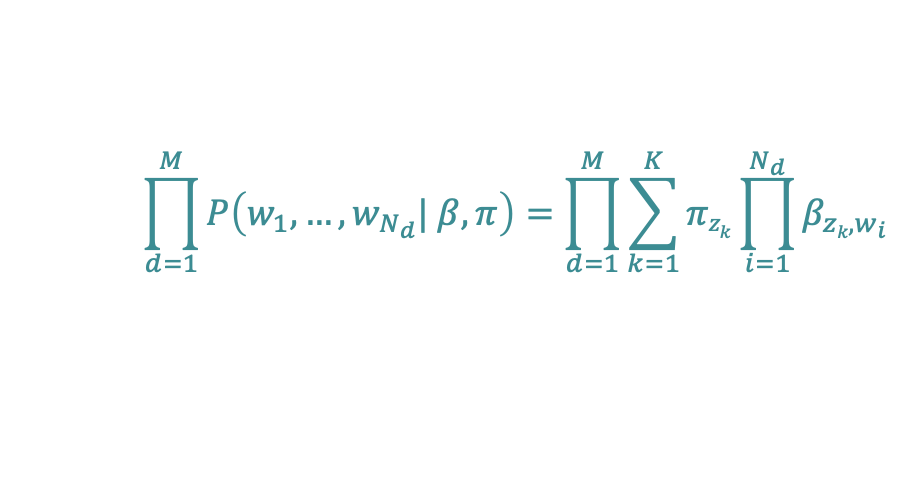 ∏_{d=1}^{M} P(w_1, …, w_{N_d} | β, π) = ∏_{d=1}^{M} ∑_{k=1}^{K} π_{z_k} ∏_{i=1}^{N_d} β_{z_k,w_i}